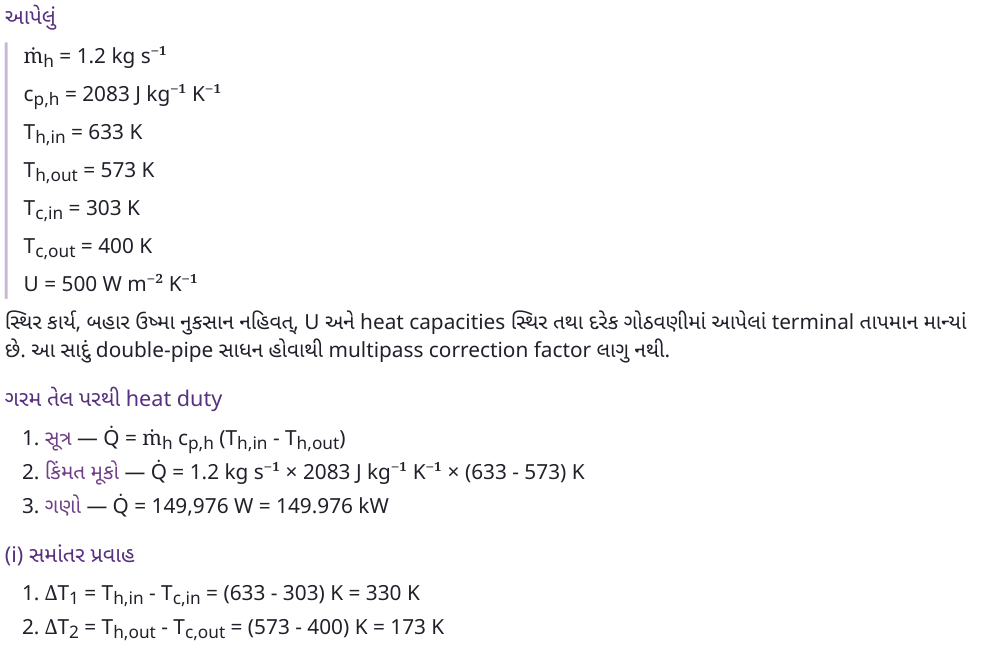 આપેલું
ṁh = 1.2 kg s⁻¹
cp,h = 2083 J kg⁻¹ K⁻¹
Th,in = 633 K
Th,out = 573 K
Tc,in = 303 K
Tc,out = 400 K
U = 500 W m⁻² K⁻¹
સ્થિર કાર્ય, બહાર ઉષ્મા નુકસાન નહિવત્, U અને heat capacities સ્થિર તથા દરેક ગોઠવણીમાં આપેલાં terminal તાપમાન માન્યાં
છે. આ સાદું double-pipe સાધન હોવાથી multipass correction factor લાગુ નથી.
ગરમ તેલ પરથી heat duty
1. સૂત્ર — Q̇ = ṁh cp,h (Th,in - Th,out)
2. કિંમત મૂકો — Q̇ = 1.2 kg s⁻¹ × 2083 J kg⁻¹ K⁻¹ × (633 - 573) K
3. ગણો — Q̇ = 149,976 W = 149.976 kW
(i) સમાંતર પ્રવાહ
1. ΔT₁ = Th,in - Tc,in = (633 - 303) K = 330 K
2. ΔT₂ = Th,out - Tc,out = (573 - 400) K = 173 K